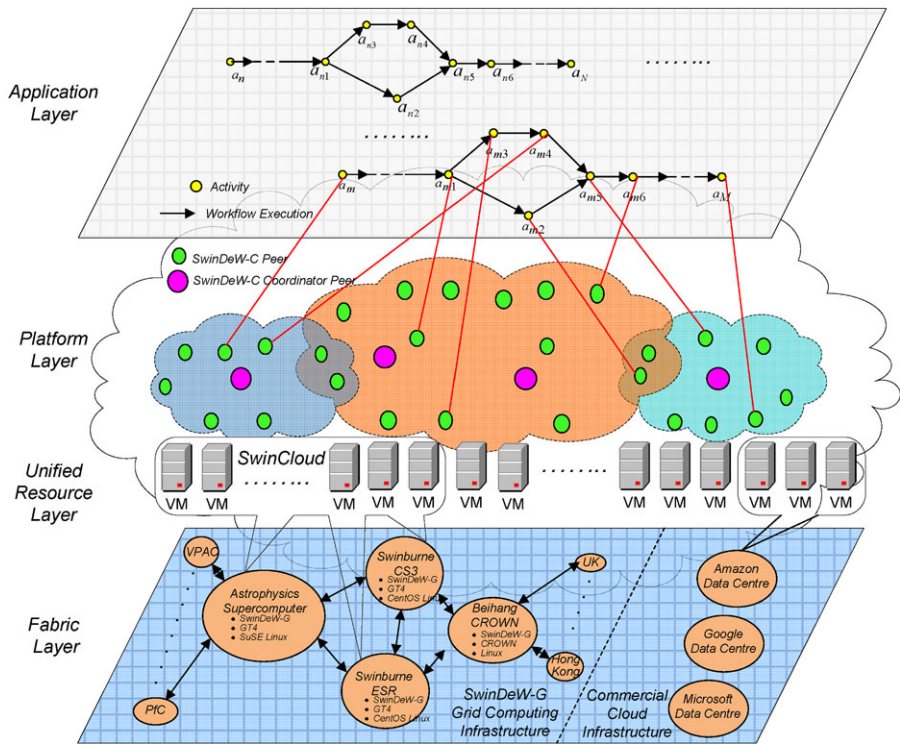 a_n3
a_n4
a_n
a_n1
a_n5
a_n6
a_N
a_n2
Application
Layer
a_m3
a_m4
a_m
a_m1
a_m5
a_m6
a_M
a_m2
Activity
Workflow Execution
SwinDeW-C Peer
SwinDeW-C Coordinator Peer
Platform
Layer
SwinCloud
Unified
Resource
Layer
VM
VM
VM
VM
VM
VM
VM
VM
VM
VM
VM
VM
VM
VPAC
Swinburne
CS3
• SwinDeW-G
• GT4
• CentOS Linux
UK
Amazon
Data Centre
Astrophysics
Supercomputer
• SwinDeW-G
• GT4
• SuSE Linux
Beihang
CROWN
• SwinDeW-G
• CROWN
• Linux
Fabric
Layer
Google
Data Centre
Hong
Kong
Swinburne
ESR
• SwinDeW-G
• GT4
• CentOS Linux
PfC
SwinDeW-G
Grid Computing
Infrastructure
Commercial
Cloud
Infrastructure
Microsoft
Data Centre